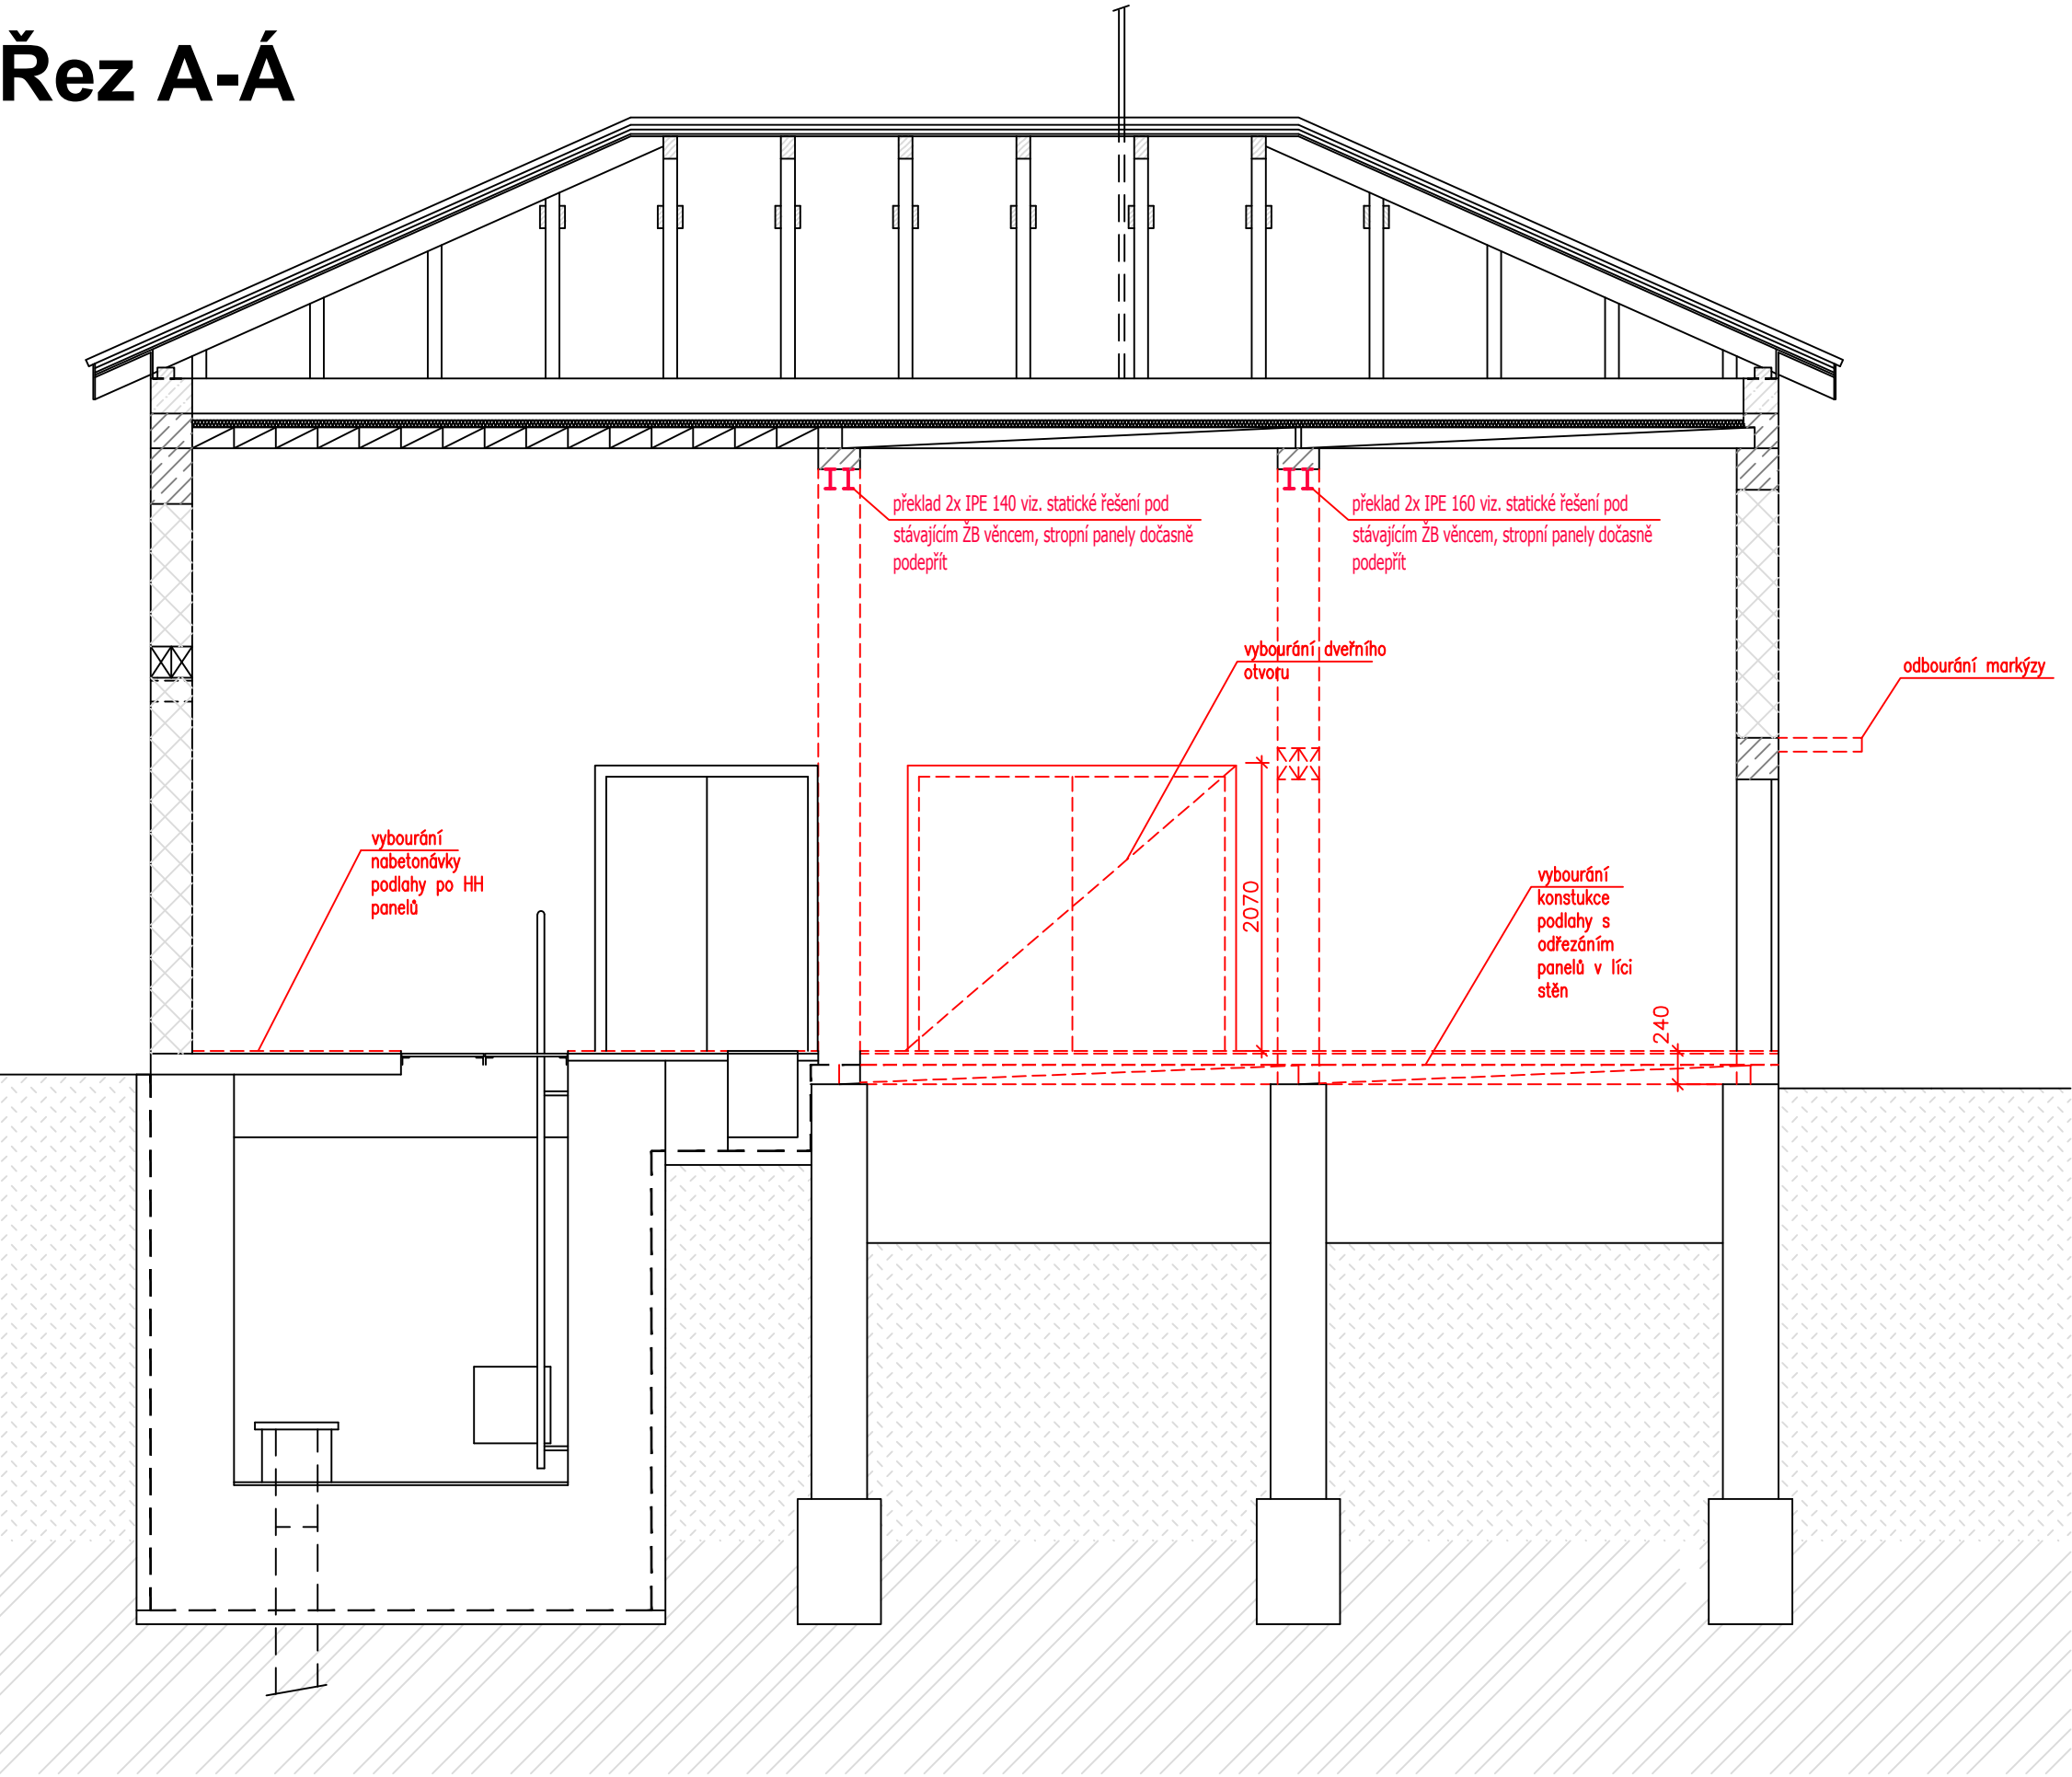 Řez A-Á
překlad 2x IPE 140 viz. statické řešení pod
stávajícím ŽB věncem, stropní panely dočasně
podepřít
překlad 2x IPE 160 viz. statické řešení pod
stávajícím ŽB věncem, stropní panely dočasně
podepřít
vybourání dveřního
otvoru
odbourání markýzy
vybourání
nabetonávky
podlahy po HH
panelů
2070
vybourání
konstukce
podlahy s
odřezáním
panelů v líci
stěn
240